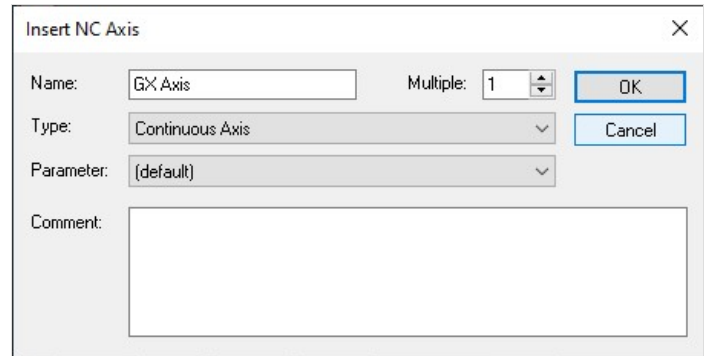 Insert NC Axis
Name: GX Axis Multiple: 1 OK
Type: Continuous Axis Cancel
Parameter: (default)
Comment: